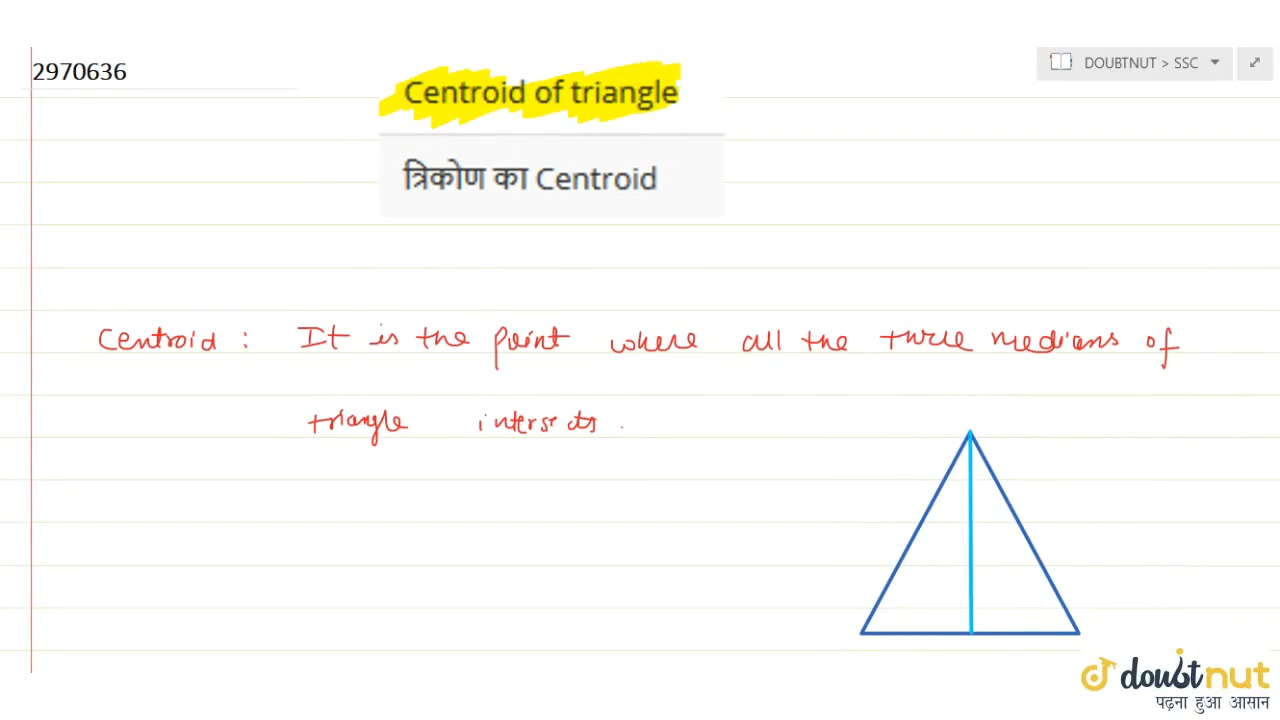 2970636
DOUBTNUT > SSC
Centroid of triangle
त्रिकोण का Centroid
Centroid : It is the point where all the three medians of
triangle intersects .
doubtnut
पढ़ना हुआ आसान